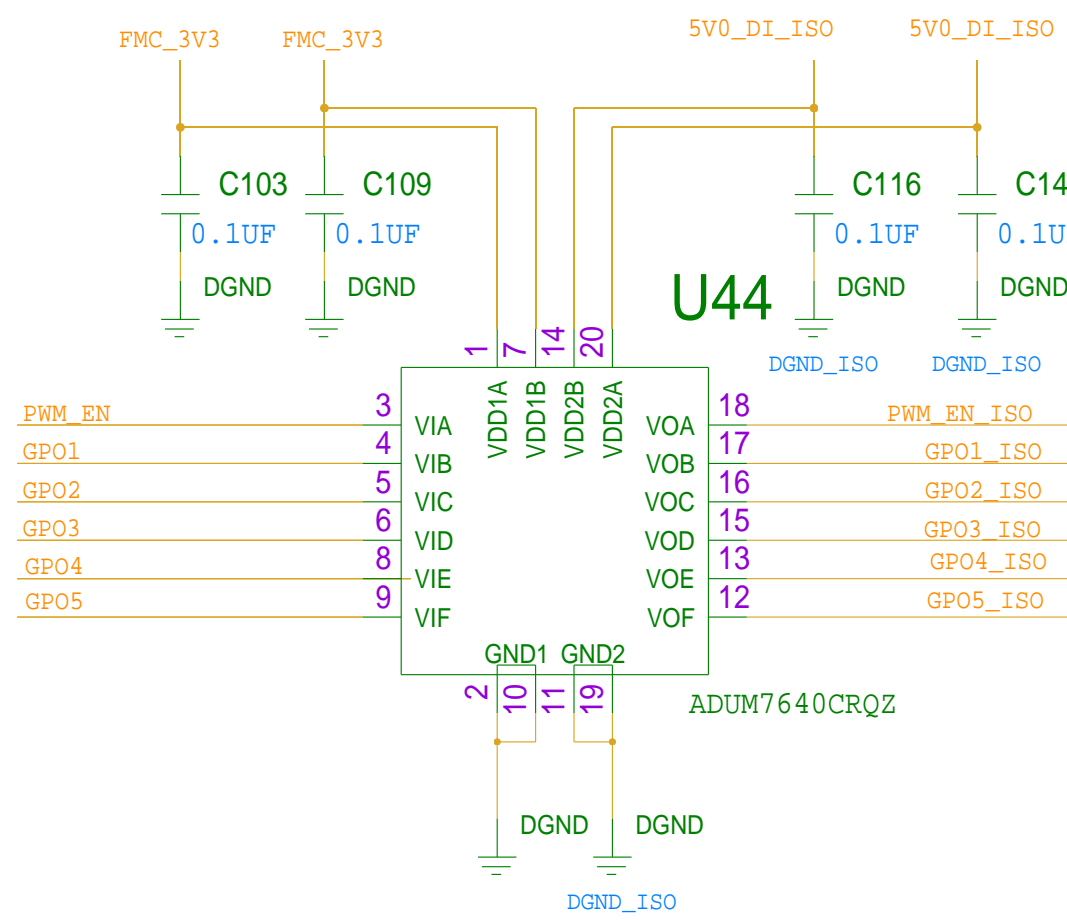 FMC_3V3 FMC_3V3 5V0_DI_ISO 5V0_DI_ISO
C103 C109 C116 C14
0.1UF 0.1UF 0.1UF 0.1U
DGND DGND DGND DGND
U44
DGND_ISO DGND_ISO
1 7 14 20
VDD1A VDD1B VDD2B VDD2A
PWM_EN 3 VIA VOA 18 PWM_EN_ISO
GPO1 4 VIB VOB 17 GPO1_ISO
GPO2 5 VIC VOC 16 GPO2_ISO
GPO3 6 VID VOD 15 GPO3_ISO
GPO4 8 VIE VOE 13 GPO4_ISO
GPO5 9 VIF VOF 12 GPO5_ISO
GND1 GND2
2 10 11 19
ADUM7640CRQZ
DGND DGND
DGND_ISO